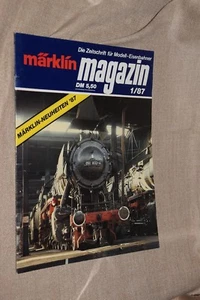 Die Zeitschrift für Modell-Eisenbahner
märklin
magazin
DM 5,50
1/87
MÄRKLIN-NEUHEITEN '87